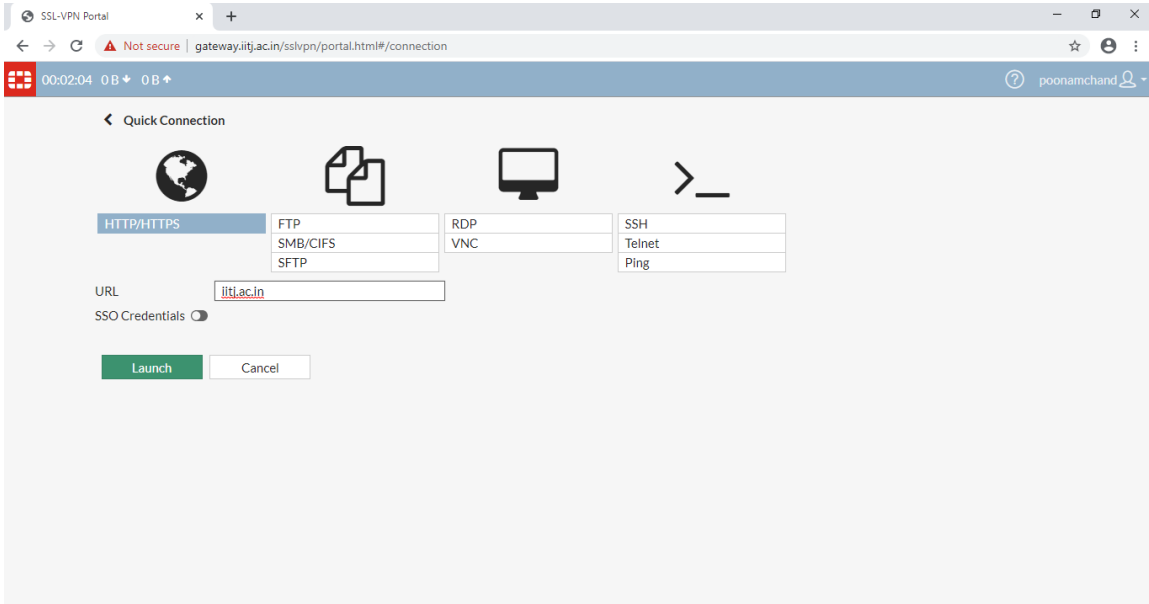 SSL-VPN Portal
Not secure gateway.iitj.ac.in/sslvpn/portal.html#/connection
00:02:04 0 B 0 B poonamchand
Quick Connection
HTTP/HTTPS FTP RDP SSH
SMB/CIFS VNC Telnet
SFTP Ping
URL iitj.ac.in
SSO Credentials
Launch Cancel